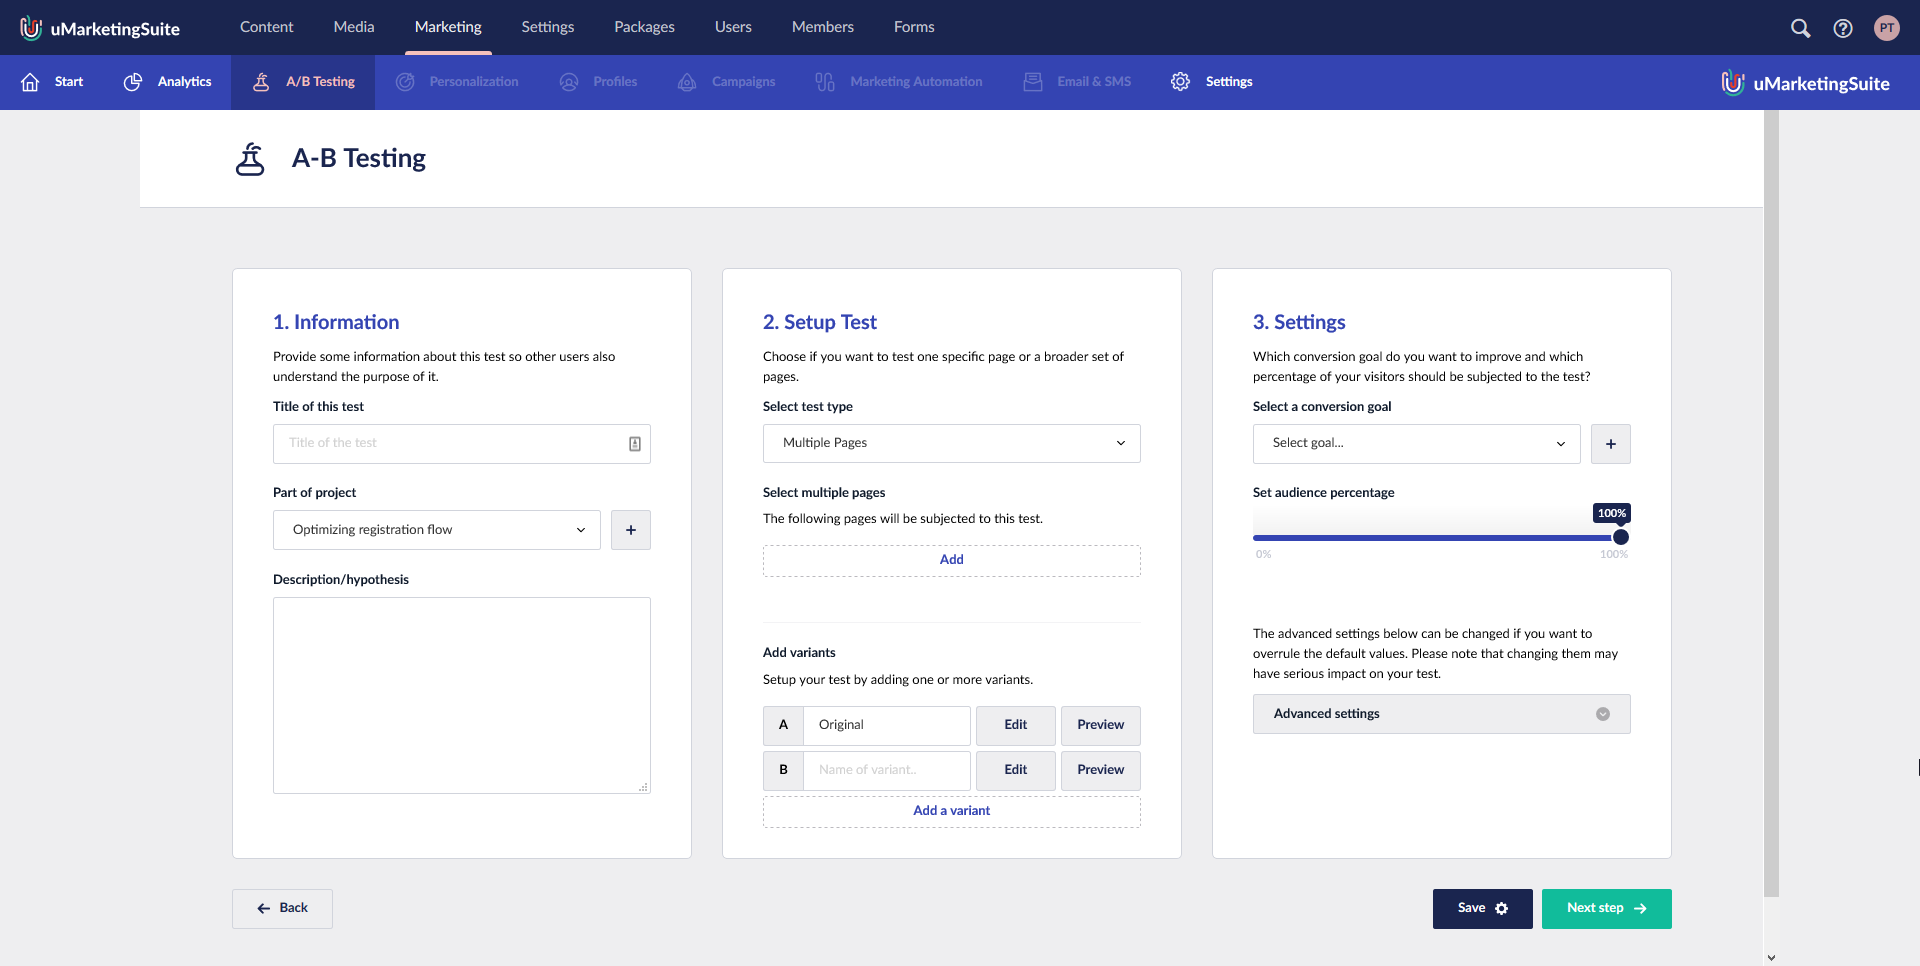 uMarketingSuite
Content
Media
Marketing
Settings
Packages
Users
Members
Forms
PT
Start
Analytics
A/B Testing
Personalization
Profiles
Campaigns
Marketing Automation
Email & SMS
Settings
uMarketingSuite
A-B Testing
1. Information
Provide some information about this test so other users also
understand the purpose of it.
Title of this test
Title of the test
Part of project
Optimizing registration flow
+
Description/hypothesis
2. Setup Test
Choose if you want to test one specific page or a broader set of
pages.
Select test type
Multiple Pages
Select multiple pages
The following pages will be subjected to this test.
Add
Add variants
Setup your test by adding one or more variants.
A Original Edit Preview
B Name of variant.. Edit Preview
Add a variant
3. Settings
Which conversion goal do you want to improve and which
percentage of your visitors should be subjected to the test?
Select a conversion goal
Select goal...
+
Set audience percentage
100%
0% 100%
The advanced settings below can be changed if you want to
overrule the default values. Please note that changing them may
have serious impact on your test.
Advanced settings
Back
Save
Next step